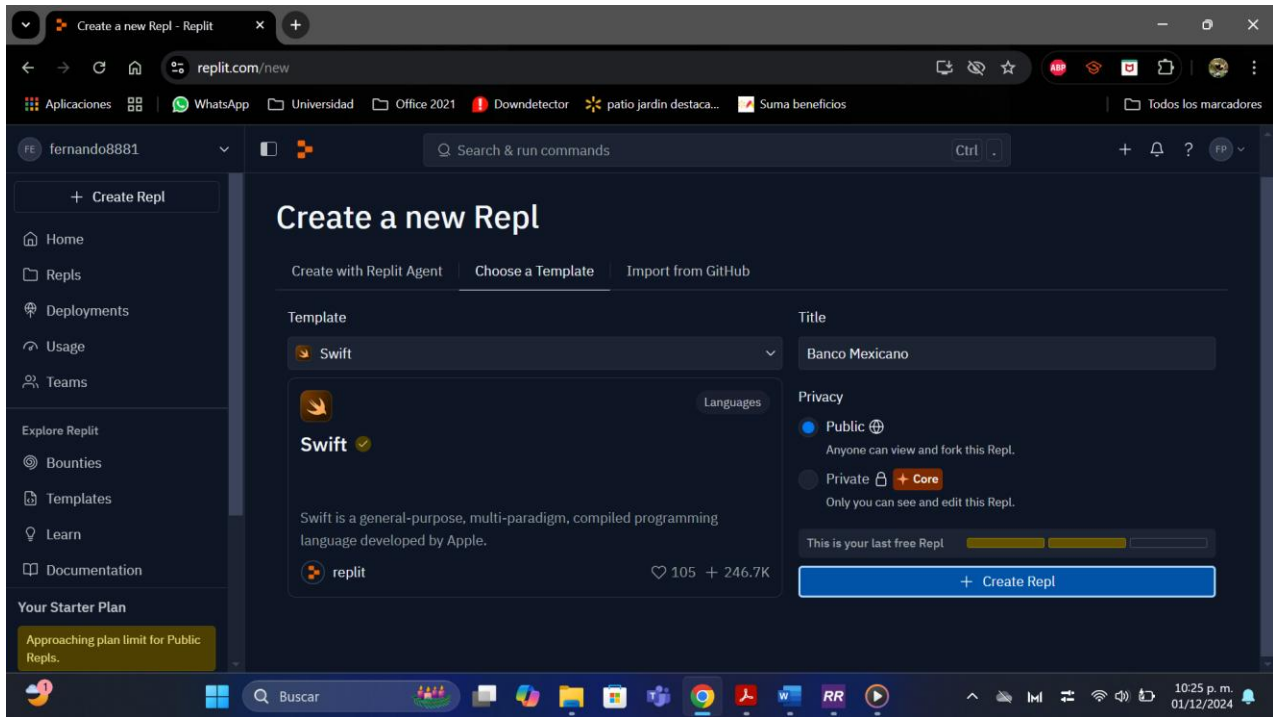 Create a new Repl - Replit
replit.com/new
ABP
Aplicaciones
WhatsApp
Universidad
Office 2021
Downdetector
patio jardin destaca...
Suma beneficios
Todos los marcadores
FE fernando8881
Search & run commands
Ctrl .
FP
+ Create Repl
Home
Repls
Deployments
Usage
Teams
Explore Replit
Bounties
Templates
Learn
Documentation
Your Starter Plan
Approaching plan limit for Public
Repls.
Create a new Repl
Create with Replit Agent
Choose a Template
Import from GitHub
Template
Swift
Languages
Swift
Swift is a general-purpose, multi-paradigm, compiled programming
language developed by Apple.
replit
105 + 246.7K
Title
Banco Mexicano
Privacy
Public
Anyone can view and fork this Repl.
Private + Core
Only you can see and edit this Repl.
This is your last free Repl
+ Create Repl
1
Buscar
W
RR
10:25 p. m.
01/12/2024